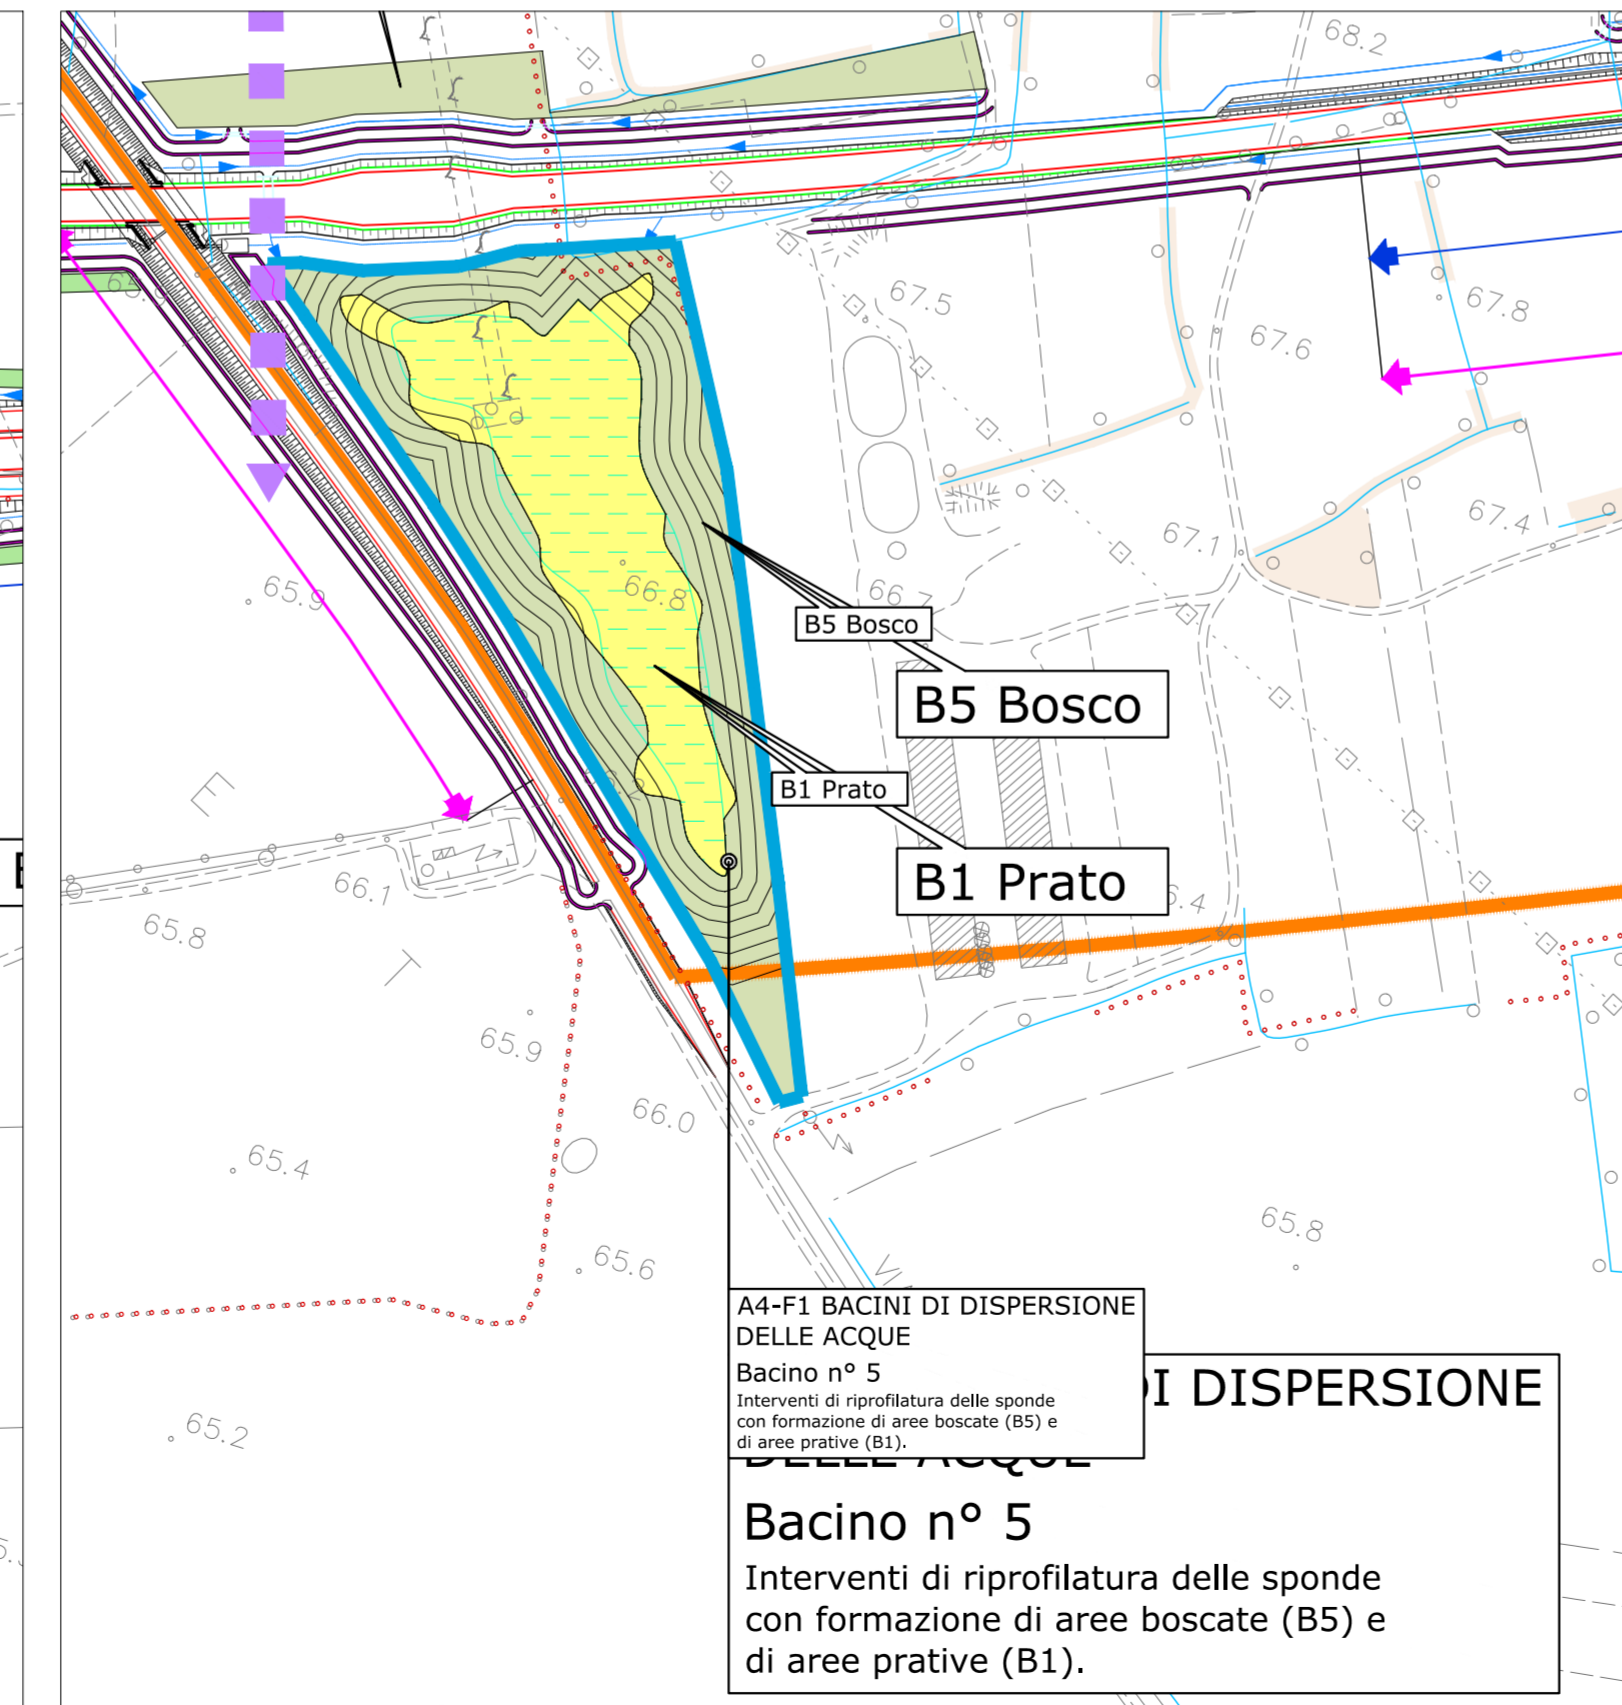 68.2
67.5
67.8
67.6
67.4
67.1
66.7
65.9
66.8
B5 Bosco
B5 Bosco
B1 Prato
B1 Prato
E
66.1
65.8
T
65.9
66.0
65.4
O
65.8
65.6
65.2
A4-F1 BACINI DI DISPERSIONE
DELLE ACQUE
Bacino n° 5
Interventi di riprofilatura delle sponde
con formazione di aree boscate (B5) e
di aree prative (B1).
DI DISPERSIONE
DELLE ACQUE
Bacino n° 5
Interventi di riprofilatura delle sponde
con formazione di aree boscate (B5) e
di aree prative (B1).